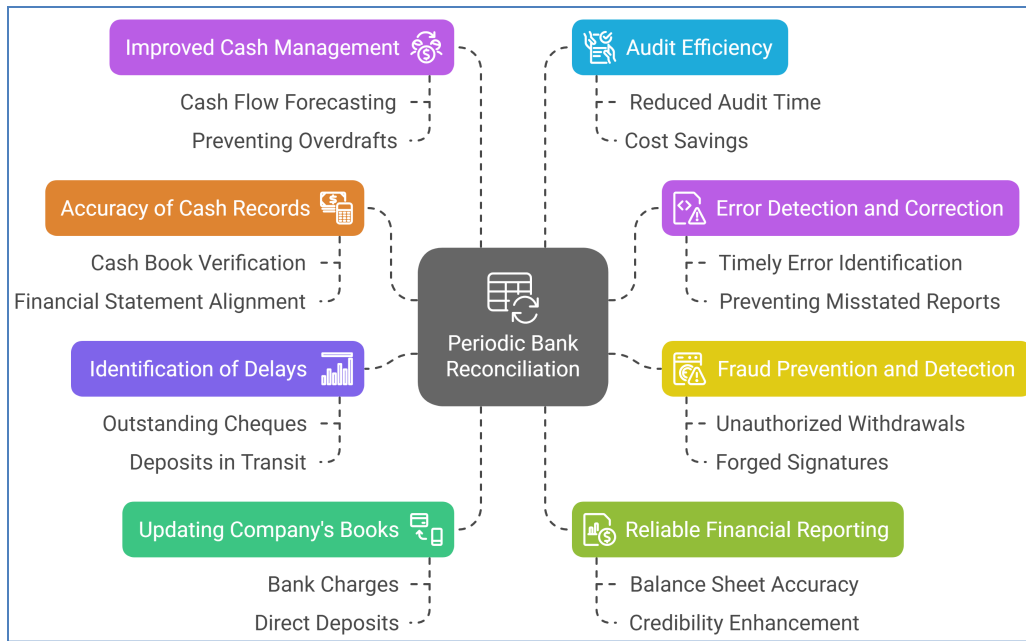 Improved Cash Management
Cash Flow Forecasting
Preventing Overdrafts
Accuracy of Cash Records
Cash Book Verification
Financial Statement Alignment
Identification of Delays
Outstanding Cheques
Deposits in Transit
Updating Company's Books
Bank Charges
Direct Deposits
Periodic Bank
Reconciliation
Audit Efficiency
Reduced Audit Time
Cost Savings
Error Detection and Correction
Timely Error Identification
Preventing Misstated Reports
Fraud Prevention and Detection
Unauthorized Withdrawals
Forged Signatures
Reliable Financial Reporting
Balance Sheet Accuracy
Credibility Enhancement